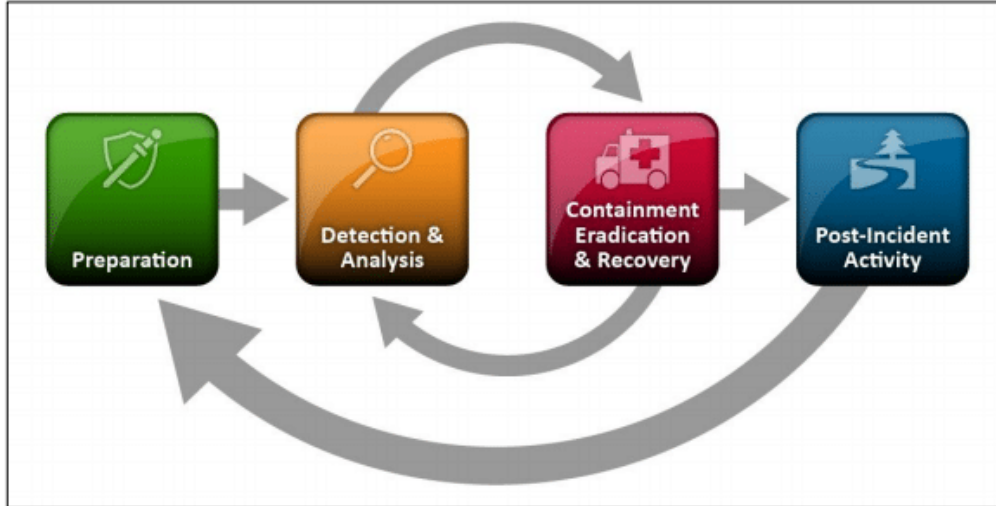 Preparation
Detection &
Analysis
Containment
Eradication
& Recovery
Post-Incident
Activity